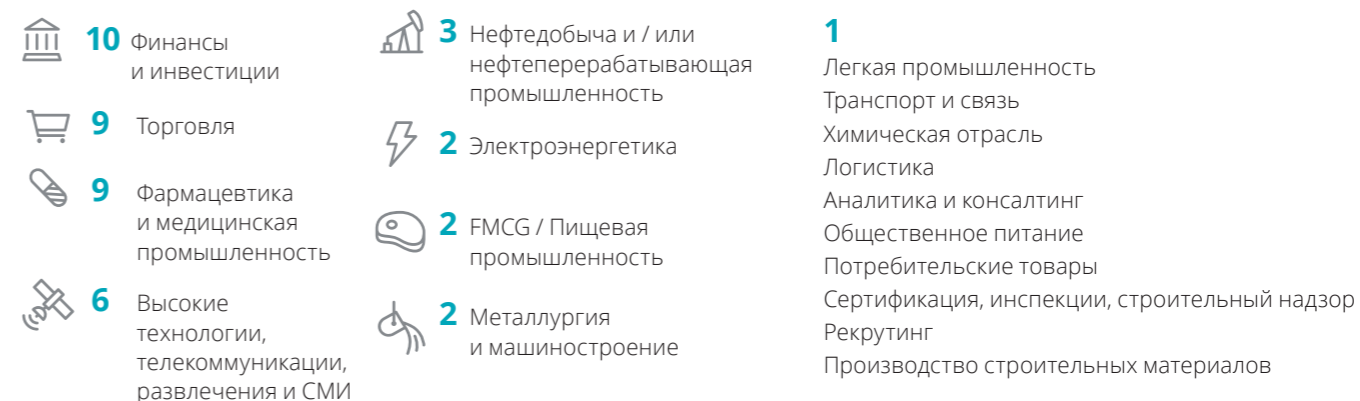 10 Финансы
и инвестиции
9 Торговля
9 Фармацевтика
и медицинская
промышленность
6 Высокие
технологии,
телекоммуникации,
развлечения и СМИ
3 Нефтедобыча и / или
нефтеперерабатывающая
промышленность
2 Электроэнергетика
2 FMCG / Пищевая
промышленность
2 Металлургия
и машиностроение
1
Легкая промышленность
Транспорт и связь
Химическая отрасль
Логистика
Аналитика и консалтинг
Общественное питание
Потребительские товары
Сертификация, инспекции, строительный надзор
Рекрутинг
Производство строительных материалов